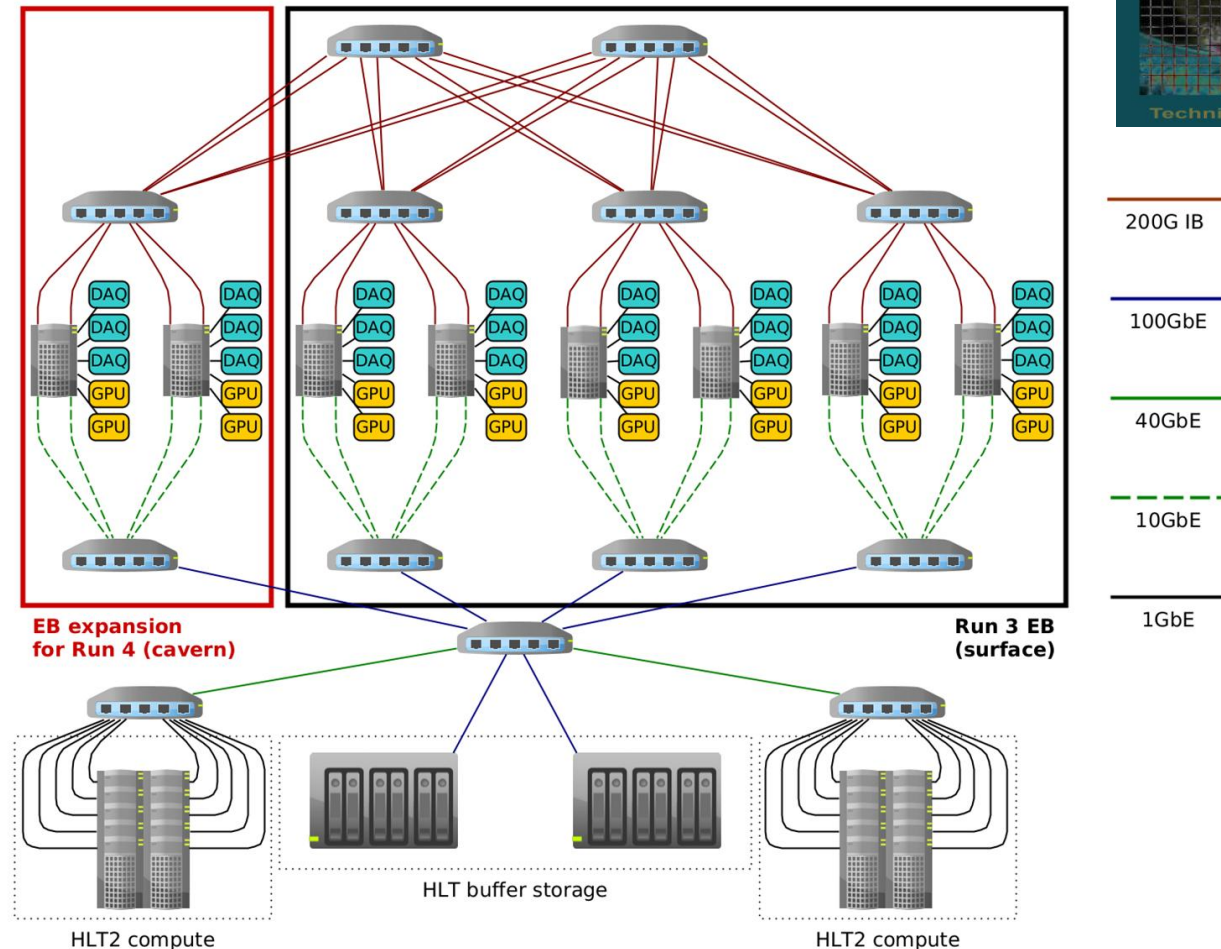 Techni
200G IB
DAQ DAQ DAQ DAQ DAQ DAQ DAQ DAQ
100GbE
DAQ DAQ DAQ DAQ DAQ DAQ DAQ DAQ
DAQ DAQ DAQ DAQ DAQ DAQ DAQ DAQ
GPU GPU GPU GPU GPU GPU GPU GPU
40GbE
GPU GPU GPU GPU GPU GPU GPU GPU
10GbE
EB expansion
for Run 4 (cavern)
Run 3 EB
(surface)
1GbE
HLT buffer storage
HLT2 compute
HLT2 compute